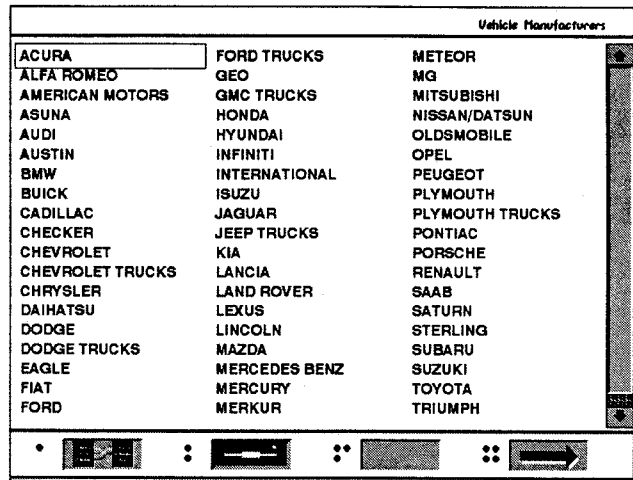 Vehicle Manufacturers
ACURA
ALFA ROMEO
AMERICAN MOTORS
ASUNA
AUDI
AUSTIN
BMW
BUICK
CADILLAC
CHECKER
CHEVROLET
CHEVROLET TRUCKS
CHRYSLER
DAIHATSU
DODGE
DODGE TRUCKS
EAGLE
FIAT
FORD
FORD TRUCKS
GEO
GMC TRUCKS
HONDA
HYUNDAI
INFINITI
INTERNATIONAL
ISUZU
JAGUAR
JEEP TRUCKS
KIA
LANCIA
LAND ROVER
LEXUS
LINCOLN
MAZDA
MERCEDES BENZ
MERCURY
MERKUR
METEOR
MG
MITSUBISHI
NISSAN/DATSUN
OLDSMOBILE
OPEL
PEUGEOT
PLYMOUTH
PLYMOUTH TRUCKS
PONTIAC
PORSCHE
RENAULT
SAAB
SATURN
STERLING
SUBARU
SUZUKI
TOYOTA
TRIUMPH